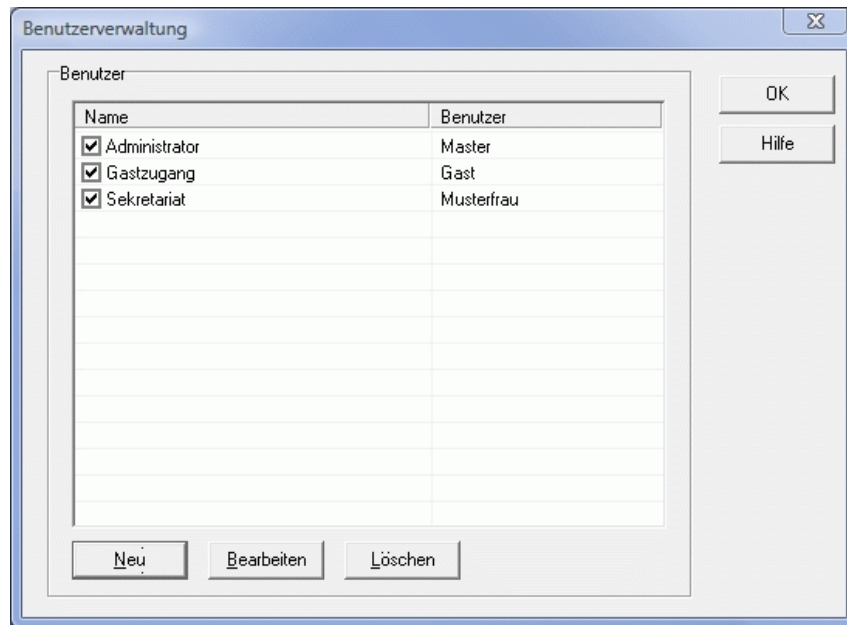 Benutzerverwaltung
Benutzer
OK
Hilfe
Name Benutzer
Administrator Master
Gastzugang Gast
Sekretariat Musterfrau
Neu Bearbeiten Löschen